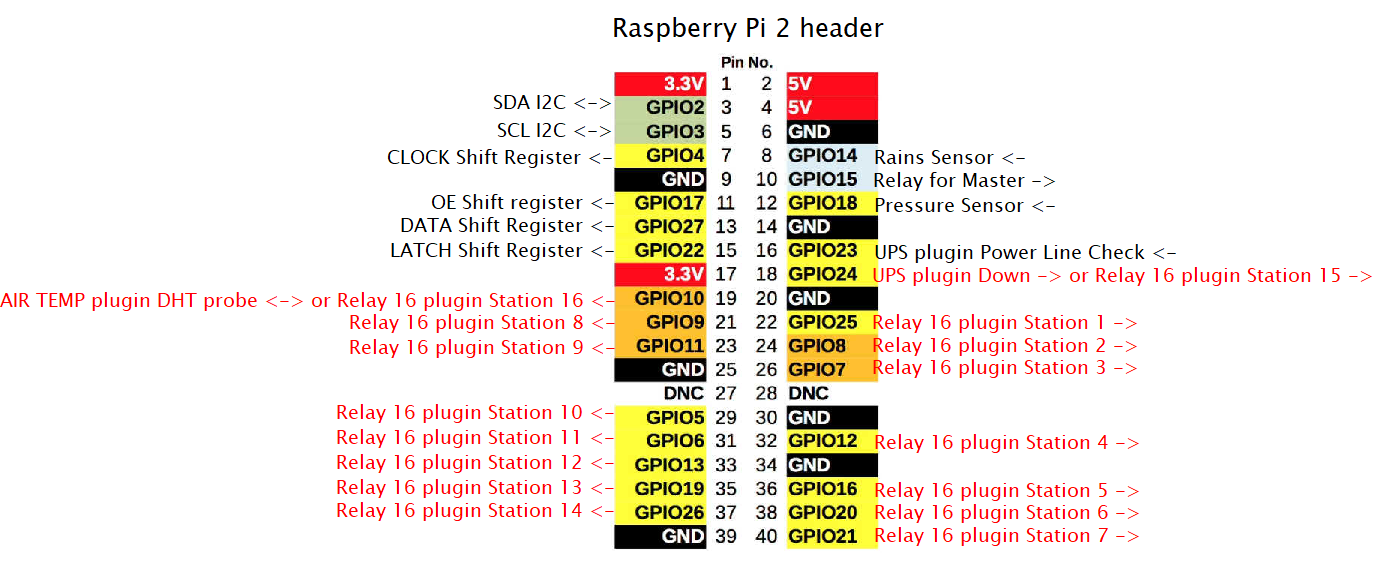 Raspberry Pi 2 header
Pin No.
3.3V 1 2 5V
SDA I2C <-> GPIO2 3 4 5V
SCL I2C <-> GPIO3 5 6 GND
CLOCK Shift Register <- GPIO4 7 8 GPIO14 Rains Sensor <-
GND 9 10 GPIO15 Relay for Master ->
OE Shift register <- GPIO17 11 12 GPIO18 Pressure Sensor <-
DATA Shift Register <- GPIO27 13 14 GND
LATCH Shift Register <- GPIO22 15 16 GPIO23 UPS plugin Power Line Check <-
3.3V 17 18 GPIO24 UPS plugin Down -> or Relay 16 plugin Station 15 ->
AIR TEMP plugin DHT probe <-> or Relay 16 plugin Station 16 <- GPIO10 19 20 GND
Relay 16 plugin Station 8 <- GPIO9 21 22 GPIO25 Relay 16 plugin Station 1 ->
Relay 16 plugin Station 9 <- GPIO11 23 24 GPIO8 Relay 16 plugin Station 2 ->
GND 25 26 GPIO7 Relay 16 plugin Station 3 ->
DNC 27 28 DNC
Relay 16 plugin Station 10 <- GPIO5 29 30 GND
Relay 16 plugin Station 11 <- GPIO6 31 32 GPIO12 Relay 16 plugin Station 4 ->
Relay 16 plugin Station 12 <- GPIO13 33 34 GND
Relay 16 plugin Station 13 <- GPIO19 35 36 GPIO16 Relay 16 plugin Station 5 ->
Relay 16 plugin Station 14 <- GPIO26 37 38 GPIO20 Relay 16 plugin Station 6 ->
GND 39 40 GPIO21 Relay 16 plugin Station 7 ->